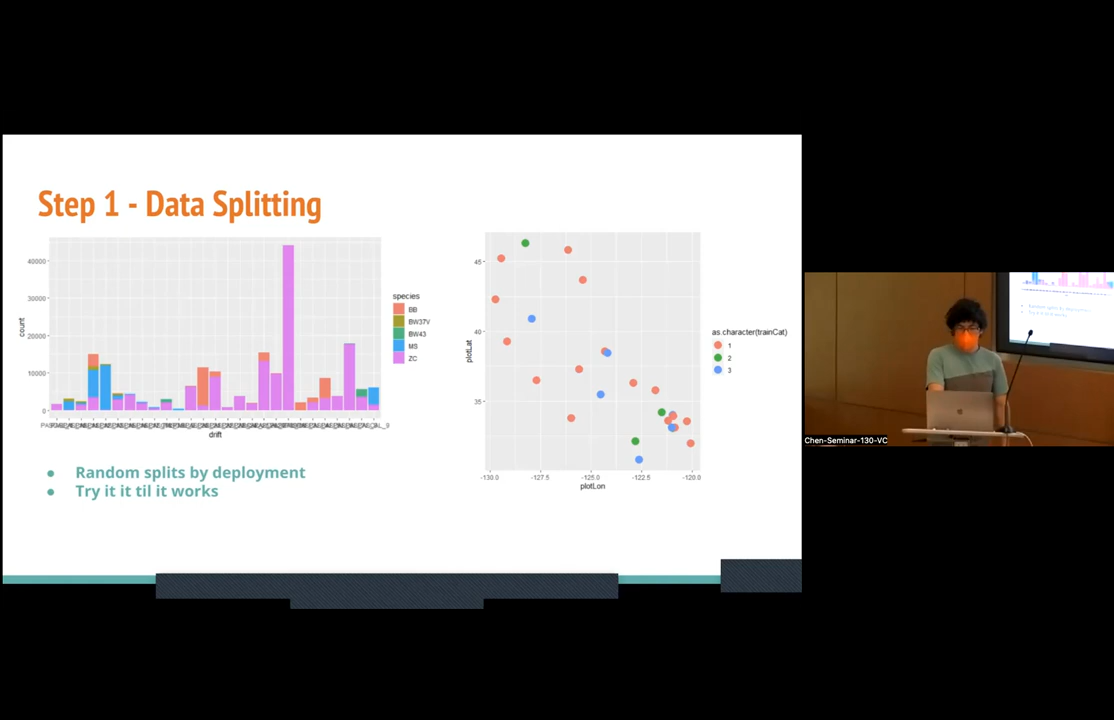 Step 1 - Data Splitting
40000
30000
20000
10000
0
count
drift
species
BB
BW37V
BW43
MS
ZC
45
40
35
plotLat
-130.0
-127.5
-125.0
-122.5
-120.0
plotLon
as.character(trainCat)
1
2
3
Random splits by deployment
Try it it til it works
Chen-Seminar-130-VC